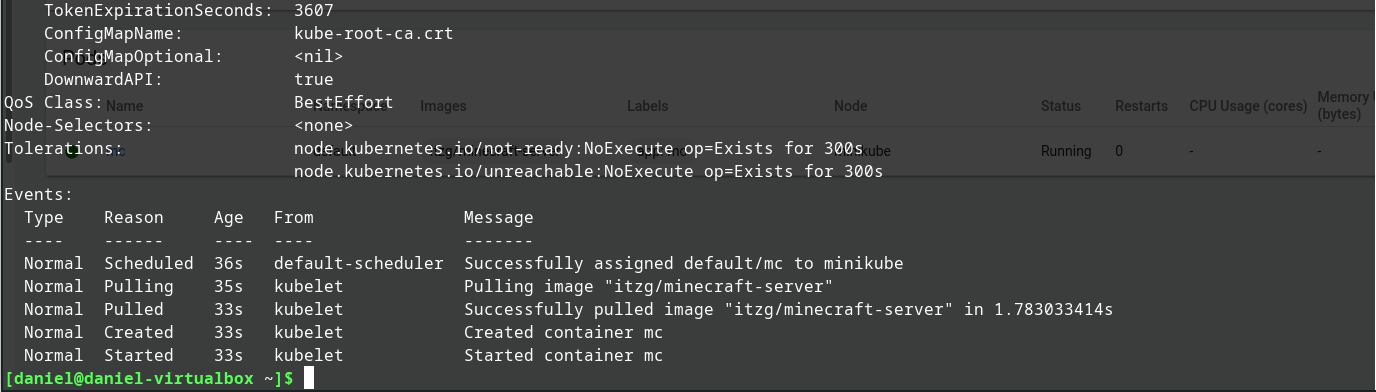 TokenExpirationSeconds:  3607
ConfigMapName:           kube-root-ca.crt
ConfigMapOptional:       <nil>
DownwardAPI:             true
QoS Class:                   BestEffort
Name Images Labels Node Status Restarts CPU Usage (cores) Memory
(bytes)
Node-Selectors:              <none>
Tolerations:                 node.kubernetes.io/not-ready:NoExecute op=Exists for 300s
Running 0 - -
node.kubernetes.io/unreachable:NoExecute op=Exists for 300s
Events:
Type    Reason     Age   From               Message
----    ------     ----  ----               -------
Normal  Scheduled  36s   default-scheduler  Successfully assigned default/mc to minikube
Normal  Pulling    35s   kubelet            Pulling image "itzg/minecraft-server"
Normal  Pulled     33s   kubelet            Successfully pulled image "itzg/minecraft-server" in 1.783033414s
Normal  Created    33s   kubelet            Created container mc
Normal  Started    33s   kubelet            Started container mc
[daniel@daniel-virtualbox ~]$